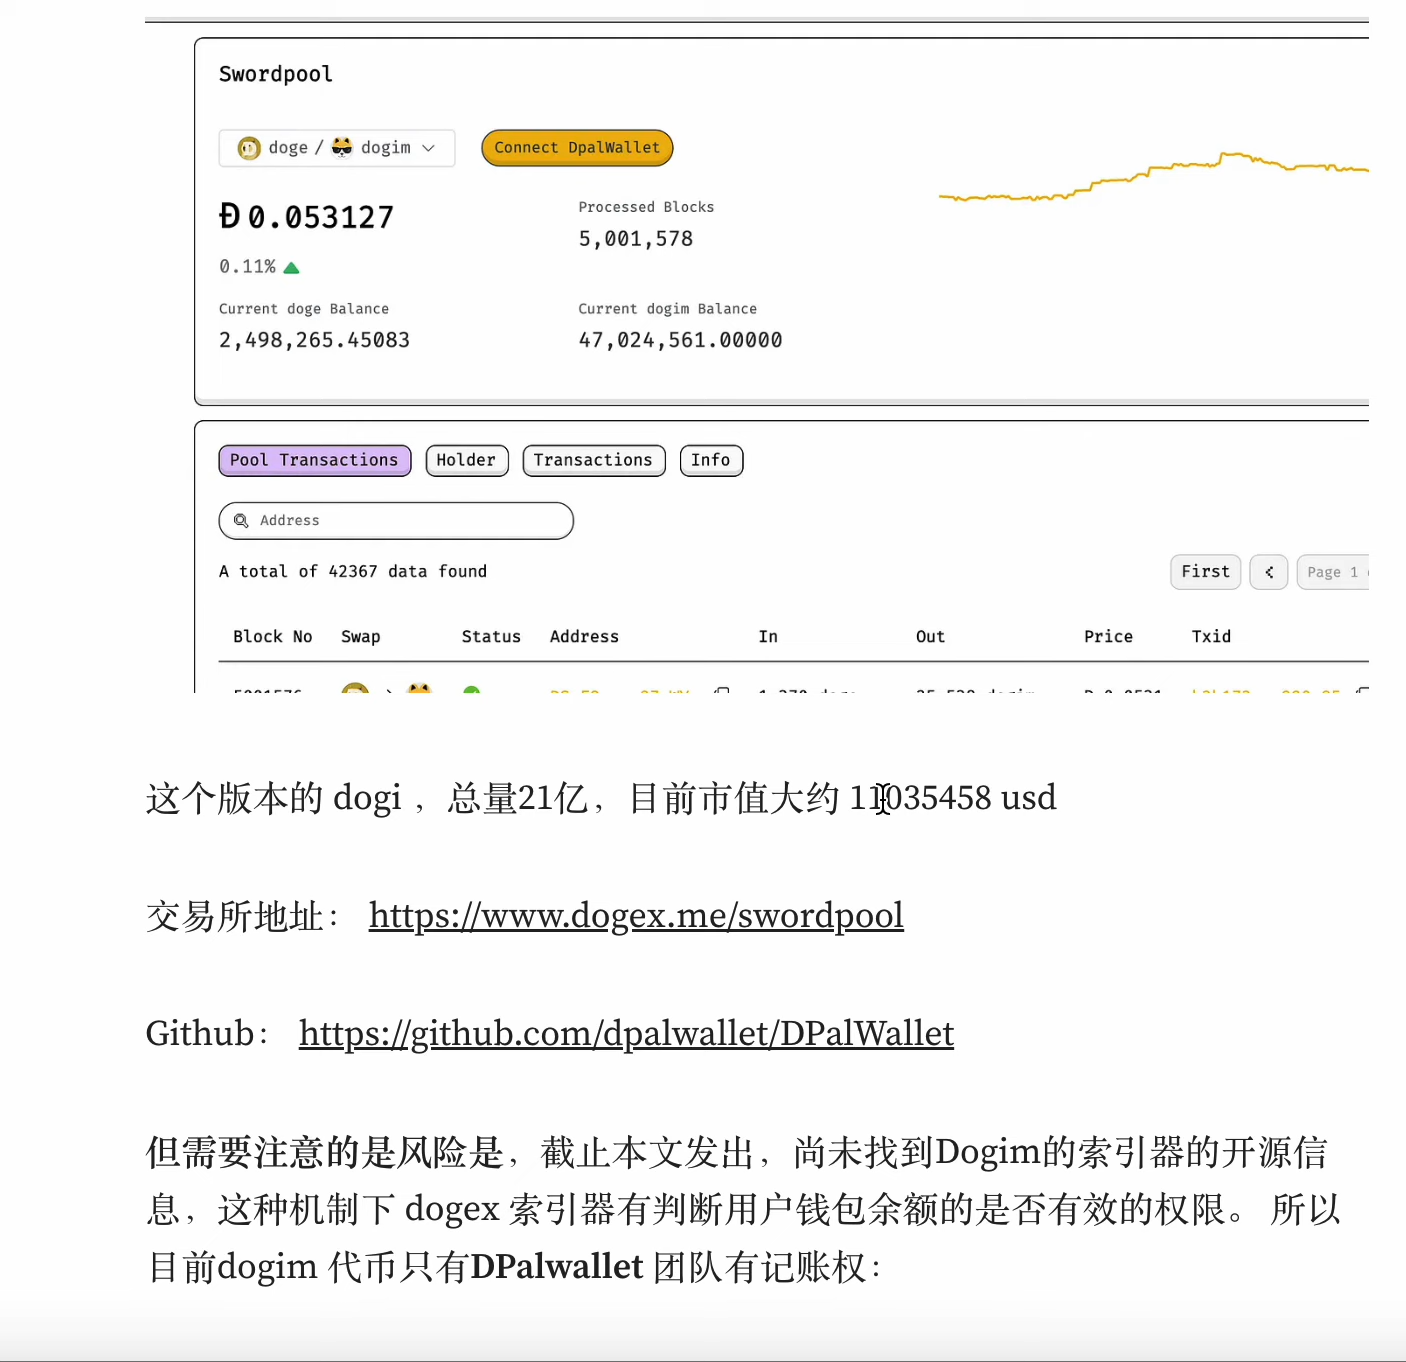 Swordpool
doge / dogim
Connect DpalWallet
Ð 0.053127
Processed Blocks
5,001,578
0.11%
Current doge Balance
Current dogim Balance
2,498,265.45083
47,024,561.00000
Pool Transactions
Holder
Transactions
Info
Address
A total of 42367 data found
First
<
Page 1
Block No
Swap
Status
Address
In
Out
Price
Txid
这个版本的 dogi ，总量21亿，目前市值大约 11035458 usd
交易所地址： https://www.dogex.me/swordpool
Github： https://github.com/dpalwallet/DPalWallet
但需要注意的是风险是，截止本文发出，尚未找到Dogim的索引器的开源信
息，这种机制下 dogex 索引器有判断用户钱包余额的是否有效的权限。 所以
目前dogim 代币只有DPalwallet 团队有记账权：